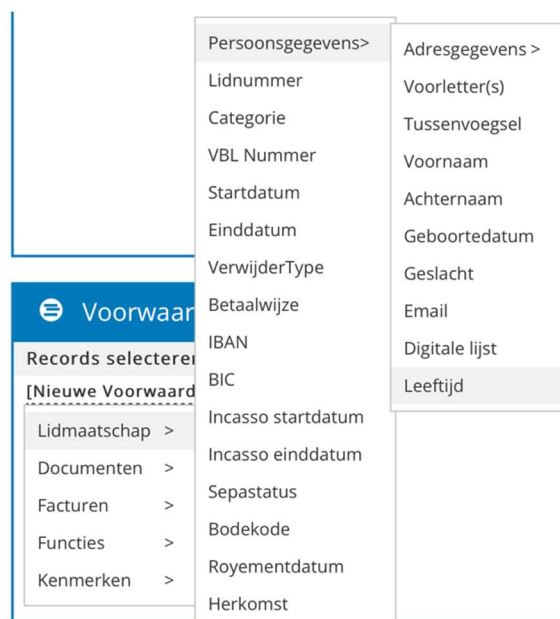 Persoonsgegevens>
Lidnummer
Categorie
VBL Nummer
Startdatum
Einddatum
VerwijderType
Betaalwijze
IBAN
BIC
Incasso startdatum
Incasso einddatum
Sepastatus
Bodekode
Royementdatum
Herkomst
Adresgegevens >
Voorletter(s)
Tussenvoegsel
Voornaam
Achternaam
Geboortedatum
Geslacht
Email
Digitale lijst
Leeftijd
Voorwaar
Records selecterer
[Nieuwe Voorwaard
Lidmaatschap >
Documenten >
Facturen >
Functies >
Kenmerken >